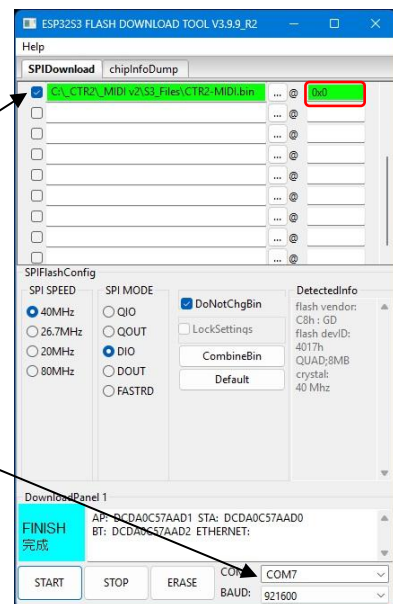 ESP32S3 FLASH DOWNLOAD TOOL V3.9.9_R2
Help
SPIDownload chipInfoDump
C:\_CTR2\_MIDI v2\S3_Files\CTR2-MIDI.bin ... @ 0x0
... @
... @
... @
... @
... @
... @
... @
... @
SPIFlashConfig
SPI SPEED
40MHz
26.7MHz
20MHz
80MHz
SPI MODE
QIO
QOUT
DIO
DOUT
FASTRD
DoNotChgBin
LockSettings
CombineBin
Default
DetectedInfo
flash vendor:
C8h : GD
flash devID:
4017h
QUAD;8MB
crystal:
40 Mhz
DownloadPanel 1
FINISH
完成
AP: DCDA0C57AAD1 STA: DCDA0C57AAD0
BT: DCDA0C57AAD2 ETHERNET:
START STOP ERASE
COM: COM7
BAUD: 921600